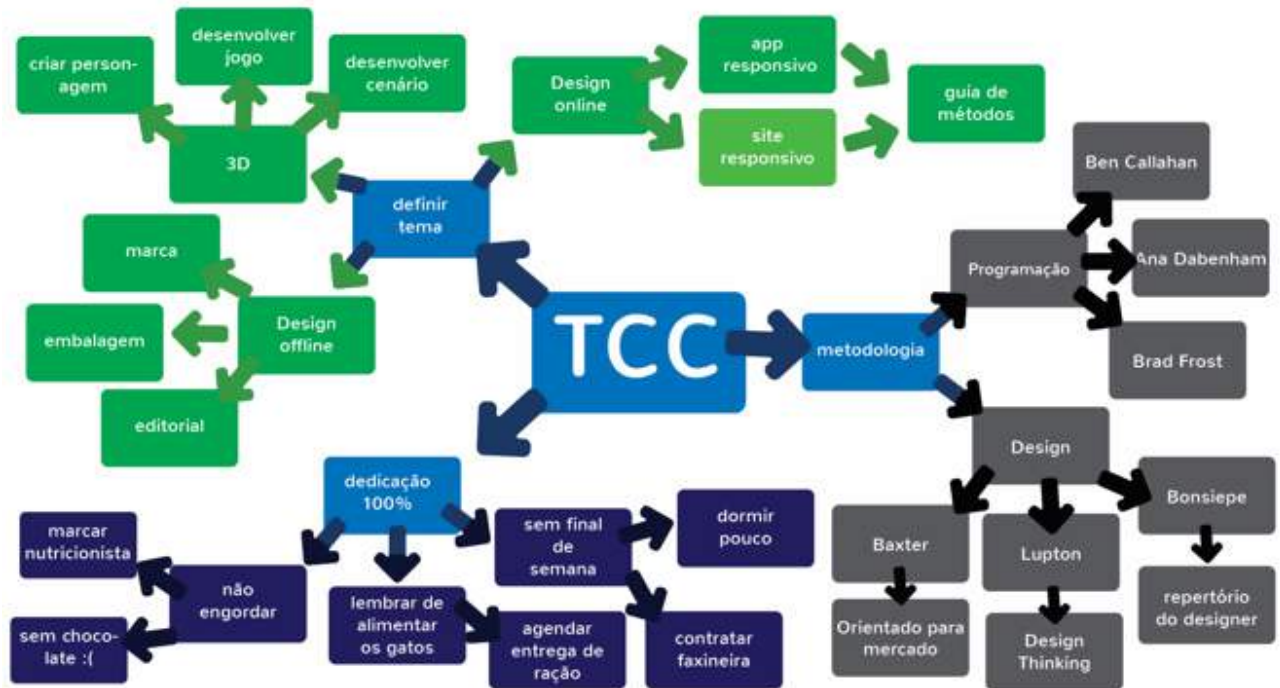 desenvolver
jogo
criar person-
agem
desenvolver
cenário
3D
Design
online
app
responsivo
site
responsivo
guia de
métodos
definir
tema
marca
embalagem
editorial
Design
offline
TCC
metodologia
Programação
Ben Callahan
Ana Dabenham
Brad Frost
Design
Baxter
Lupton
Bonsiepe
Orientado para
mercado
Design
Thinking
repertório
do designer
dedicação
100%
marcar
nutricionista
não
engordar
sem choco-
late :(
lembrar de
alimentar
os gatos
agendar
entrega de
ração
sem final
de
semana
dormir
pouco
contratar
faxineira